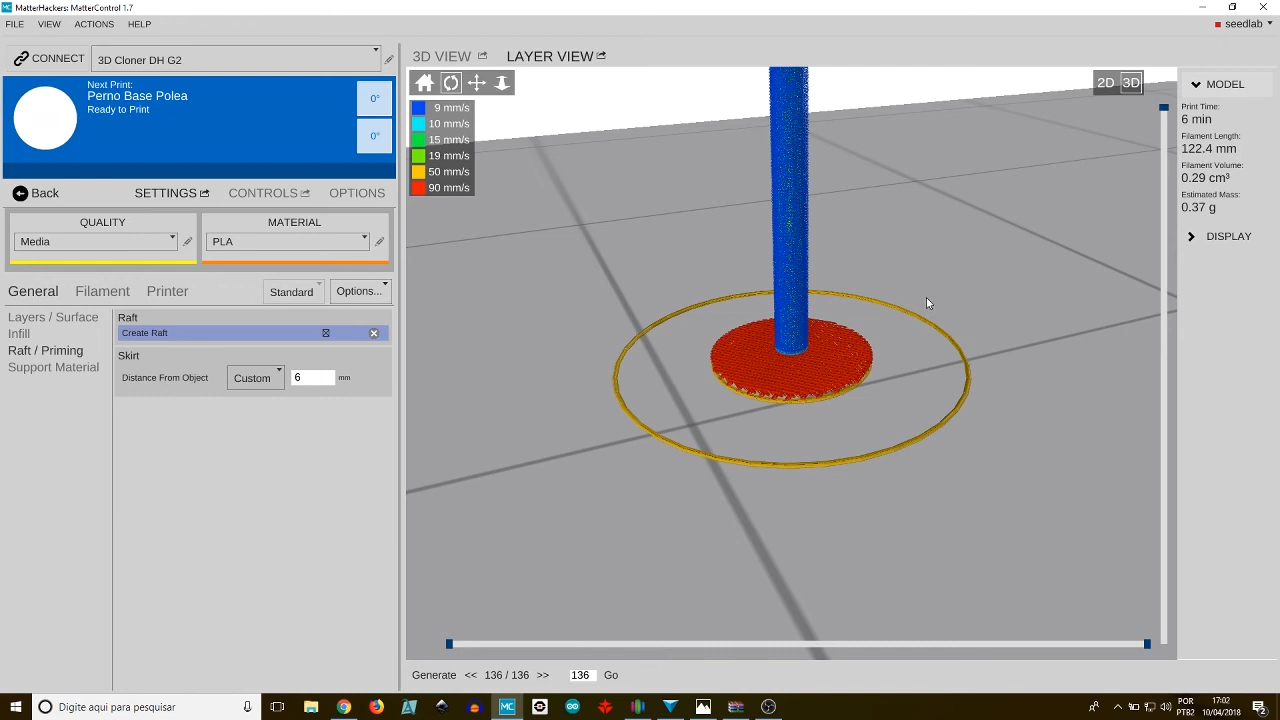 MatterHackers: MatterControl 1.7
FILE VIEW ACTIONS HELP
seedlab
CONNECT
3D Cloner DH G2
Next Print:
Perno Base Polea
Ready to Print
0°
0°
Back
SETTINGS
CONTROLS
OPTIONS
QUALITY
Media
MATERIAL
PLA
General
Filament
Printer
Standard
Options...
Layers / Surface
Infill
Raft / Priming
Support Material
Raft
Create Raft
Skirt
Distance From Object
Custom
6
mm
3D VIEW
LAYER VIEW
2D
3D
9 mm/s
10 mm/s
15 mm/s
19 mm/s
50 mm/s
90 mm/s
MODEL
Print Time:
6 min
Filament Length:
122.4 mm
Filament Volume:
0.29 cm³
Estimated Mass:
0.37 g
DISPLAY
Generate << 136 / 136 >> 136 Go
Digite aqui para pesquisar
MC
POR
PTB2
17:02
10/04/2018
2